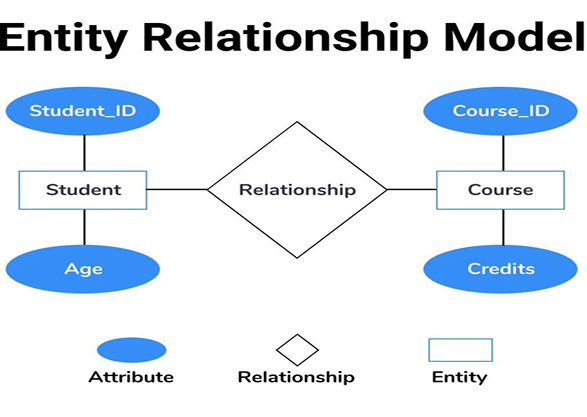 Entity Relationship Model
Student_ID
Course_ID
Student
Relationship
Course
Age
Credits
Attribute
Relationship
Entity